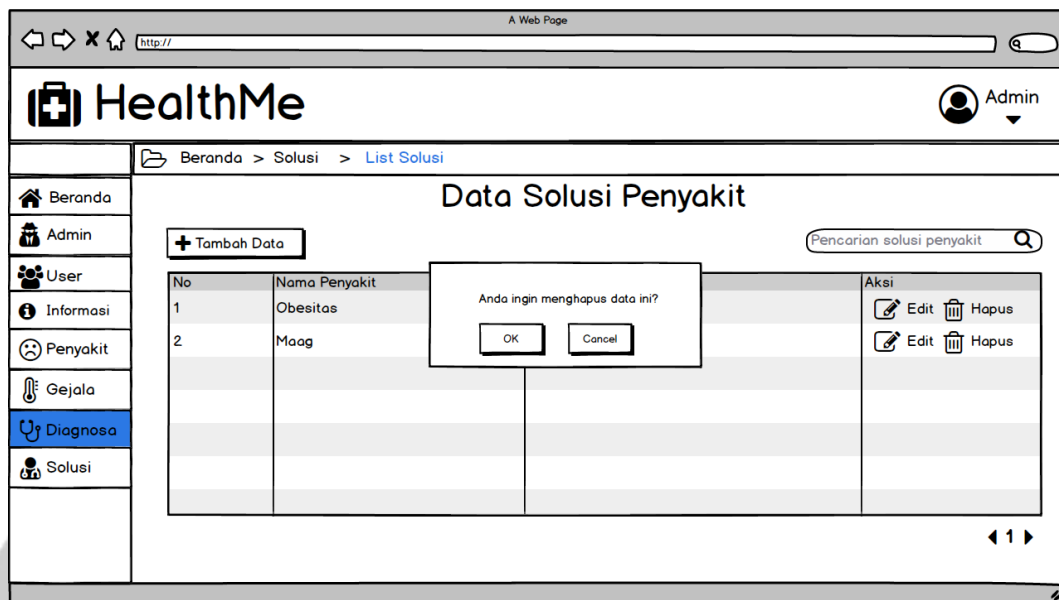 A Web Page
http://
HealthMe
Admin
Beranda > Solusi > List Solusi
Beranda
Admin
User
Informasi
Penyakit
Gejala
Diagnosa
Solusi
Data Solusi Penyakit
Tambah Data
Pencarian solusi penyakit
No Nama Penyakit Aksi
1 Obesitas Edit Hapus
2 Maag Edit Hapus
Anda ingin menghapus data ini?
OK Cancel
1